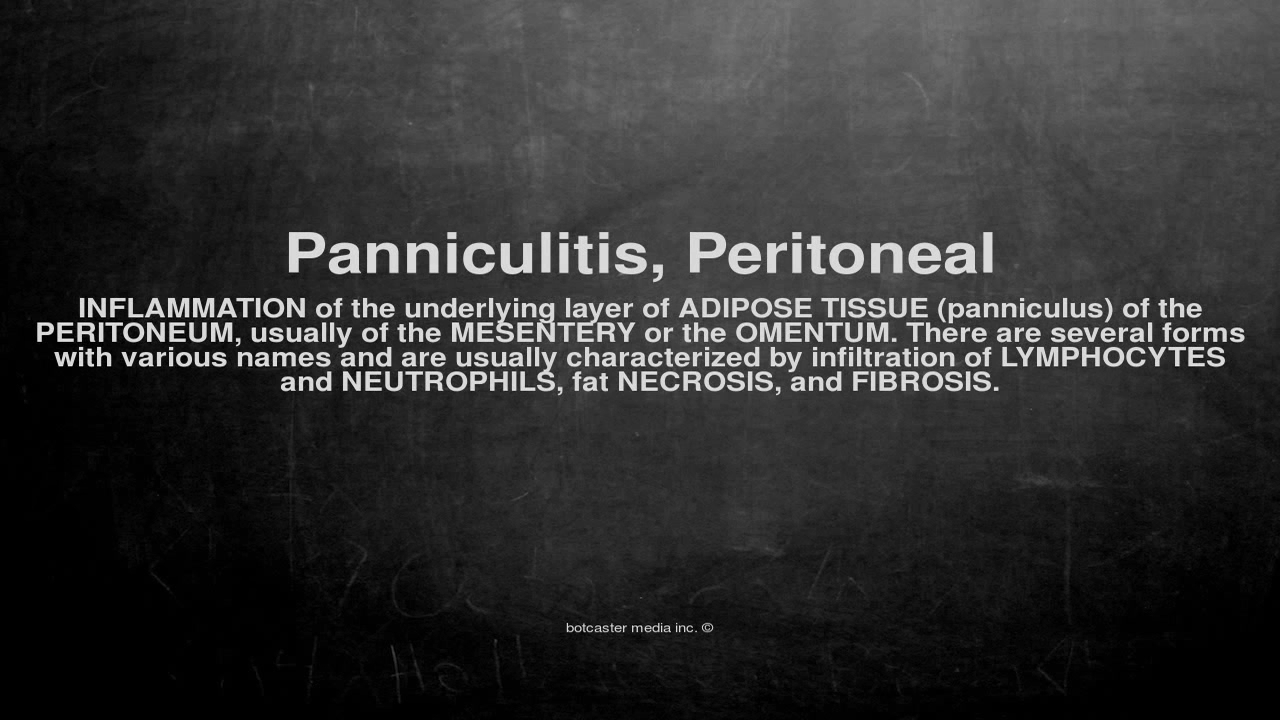 Panniculitis, Peritoneal
INFLAMMATION of the underlying layer of ADIPOSE TISSUE (panniculus) of the
PERITONEUM, usually of the MESENTERY or the OMENTUM. There are several forms
with various names and are usually characterized by infiltration of LYMPHOCYTES
and NEUTROPHILS, fat NECROSIS, and FIBROSIS.
botcaster media inc. ©